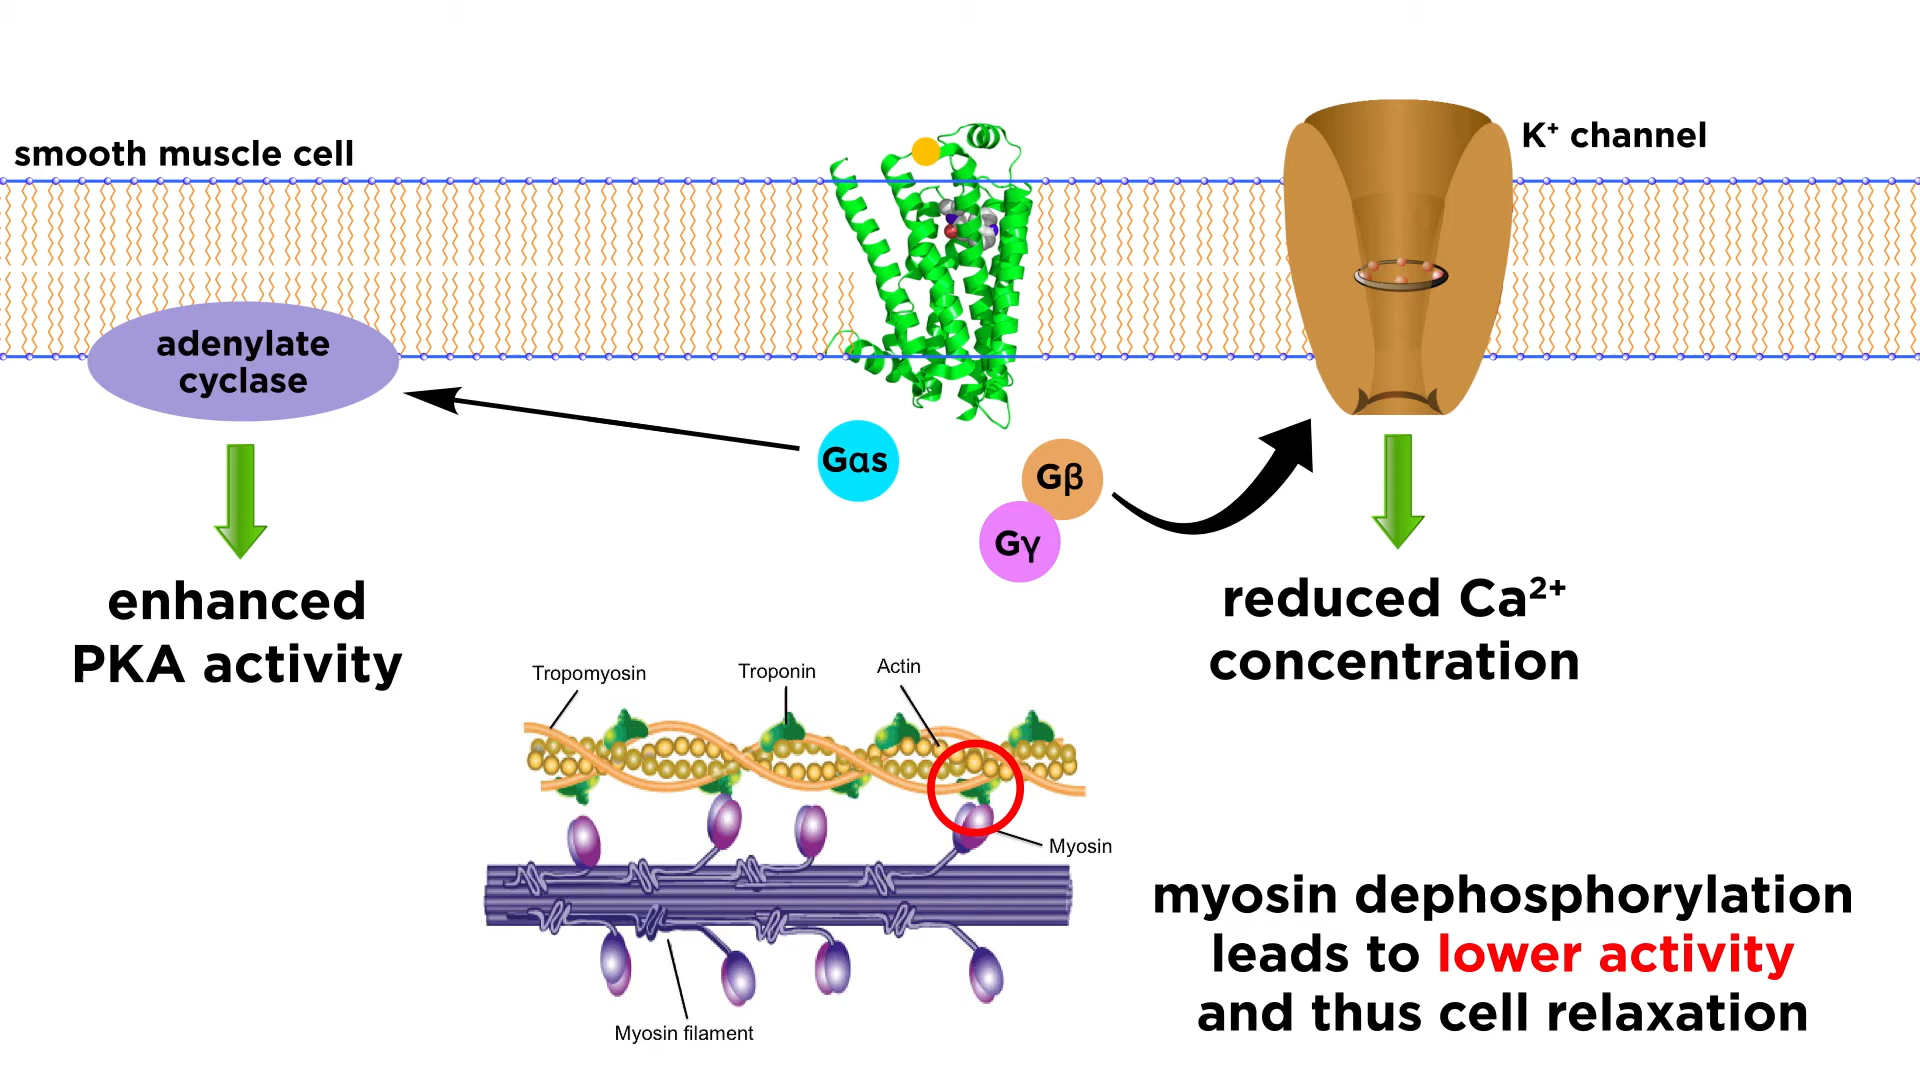 smooth muscle cell
K⁺ channel
adenylate
cyclase
Gαs
Gβ
Gγ
enhanced
PKA activity
reduced Ca²⁺
concentration
Tropomyosin
Troponin
Actin
Myosin
Myosin filament
myosin dephosphorylation
leads to lower activity
and thus cell relaxation